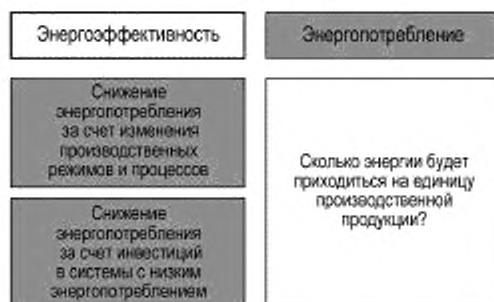 Энергоэффективность
Энергопотребление
Снижение
энергопотребления
за счет изменения
производственных
режимов и процессов
Сколько энергии будет
приходиться на единицу
производственной
продукции?
Снижение
энергопотребления
за счет инвестиций
в системы с низким
энергопотреблением